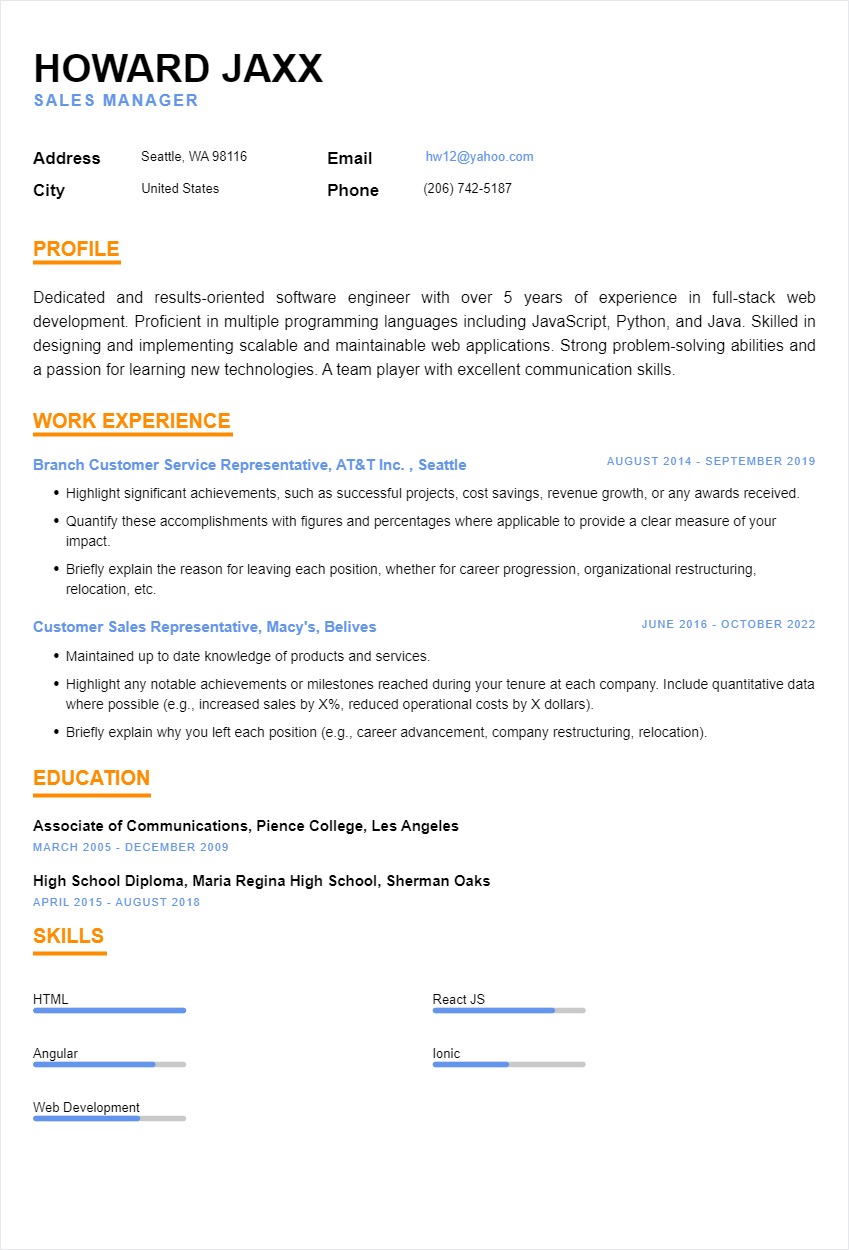 HOWARD JAXX
SALES MANAGER
Address Seattle, WA 98116 Email hw12@yahoo.com
City United States Phone (206) 742-5187
PROFILE
Dedicated and results-oriented software engineer with over 5 years of experience in full-stack web
development. Proficient in multiple programming languages including JavaScript, Python, and Java. Skilled in
designing and implementing scalable and maintainable web applications. Strong problem-solving abilities and
a passion for learning new technologies. A team player with excellent communication skills.
WORK EXPERIENCE
Branch Customer Service Representative, AT&T Inc. , Seattle AUGUST 2014 - SEPTEMBER 2019
• Highlight significant achievements, such as successful projects, cost savings, revenue growth, or any awards received.
• Quantify these accomplishments with figures and percentages where applicable to provide a clear measure of your
impact.
• Briefly explain the reason for leaving each position, whether for career progression, organizational restructuring,
relocation, etc.
Customer Sales Representative, Macy's, Belives JUNE 2016 - OCTOBER 2022
• Maintained up to date knowledge of products and services.
• Highlight any notable achievements or milestones reached during your tenure at each company. Include quantitative data
where possible (e.g., increased sales by X%, reduced operational costs by X dollars).
• Briefly explain why you left each position (e.g., career advancement, company restructuring, relocation).
EDUCATION
Associate of Communications, Pience College, Les Angeles
MARCH 2005 - DECEMBER 2009
High School Diploma, Maria Regina High School, Sherman Oaks
APRIL 2015 - AUGUST 2018
SKILLS
HTML React JS
Angular Ionic
Web Development